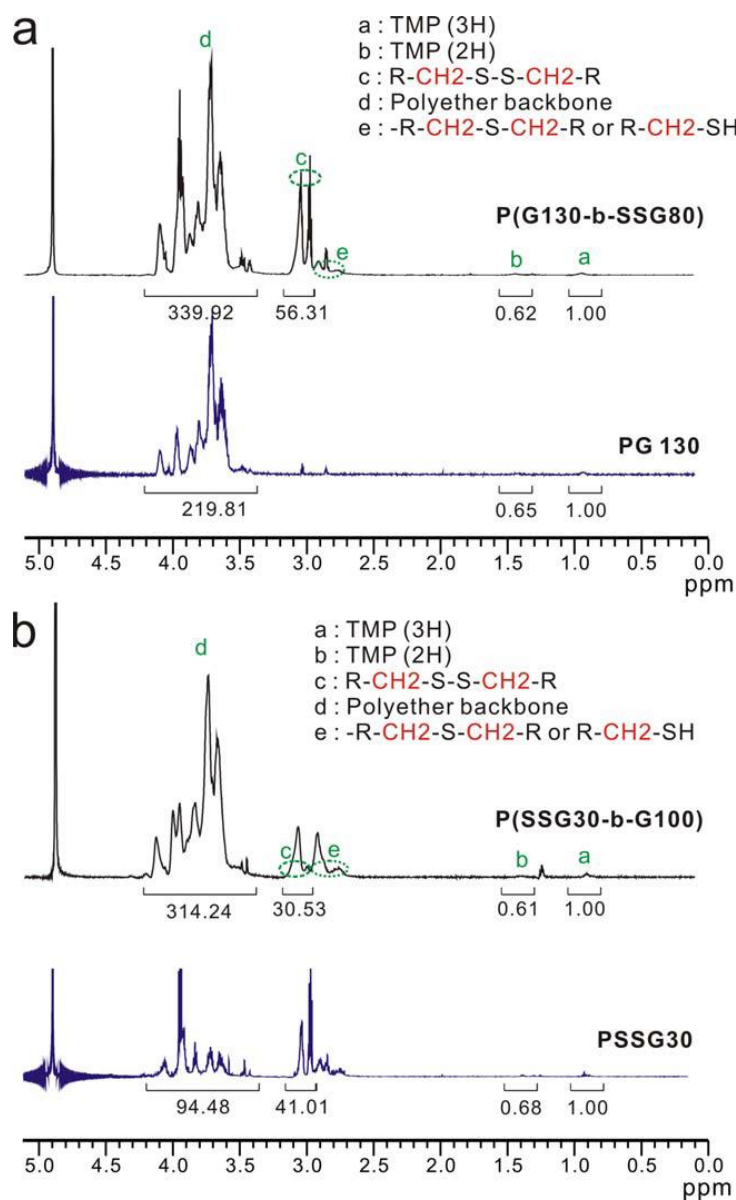 a
d
a : TMP (3H)
b : TMP (2H)
c : R-CH2-S-S-CH2-R
d : Polyether backbone
e : -R-CH2-S-CH2-R or R-CH2-SH
c
P(G130-b-SSG80)
e
b
a
339.92
56.31
0.62
1.00
PG 130
219.81
0.65
1.00
5.0 4.5 4.0 3.5 3.0 2.5 2.0 1.5 1.0 0.0
ppm
b
d
a : TMP (3H)
b : TMP (2H)
c : R-CH2-S-S-CH2-R
d : Polyether backbone
e : -R-CH2-S-CH2-R or R-CH2-SH
P(SSG30-b-G100)
c
e
b
a
314.24
30.53
0.61
1.00
PSSG30
94.48
41.01
0.68
1.00
5.0 4.5 4.0 3.5 3.0 2.5 2.0 1.5 1.0 0.0
ppm